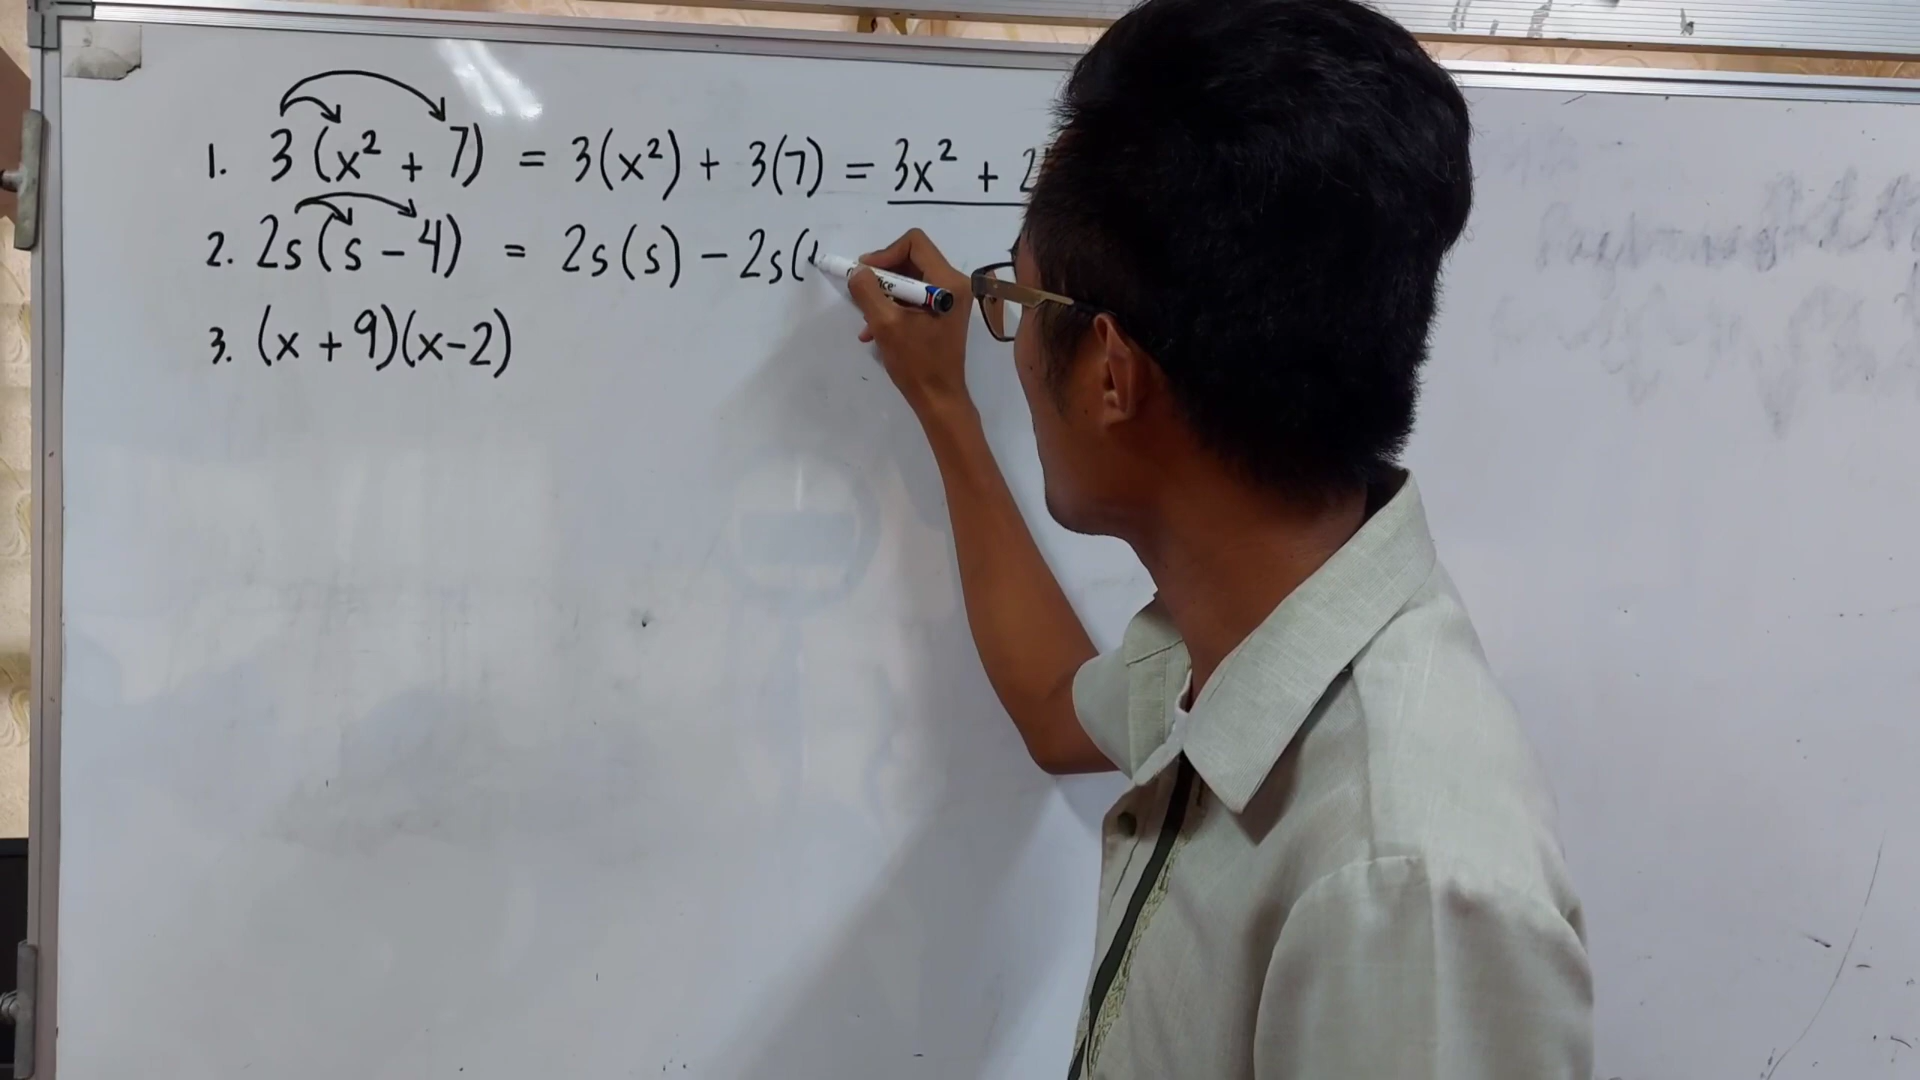 1. 3(x² + 7) = 3(x²) + 3(7) = 3x² + 2
2. 2s(s - 4) = 2s(s) - 2s(
3. (x + 9)(x-2)